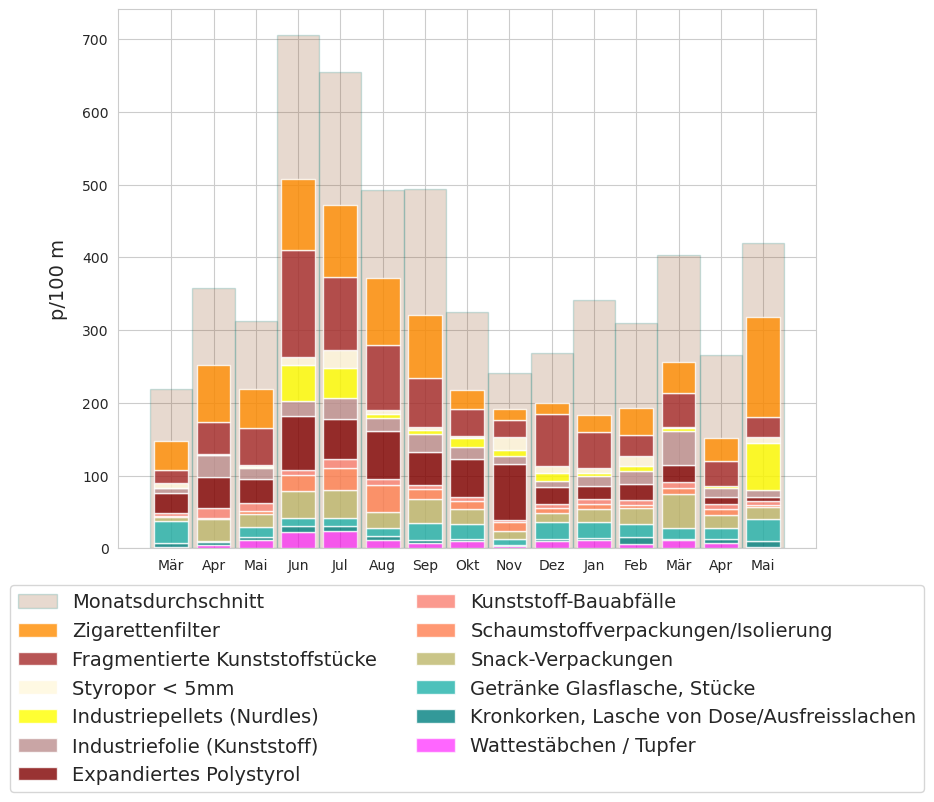 700
600
500
400
300
200
100
0
p/100 m
Mär Apr Mai Jun Jul Aug Sep Okt Nov Dez Jan Feb Mär Apr Mai
Monatsdurchschnitt
Zigarettenfilter
Fragmentierte Kunststoffstücke
Styropor < 5mm
Industriepellets (Nurdles)
Industriefolie (Kunststoff)
Expandiertes Polystyrol
Kunststoff-Bauabfälle
Schaumstoffverpackungen/Isolierung
Snack-Verpackungen
Getränke Glasflasche, Stücke
Kronkorken, Lasche von Dose/Ausfreisslachen
Wattestäbchen / Tupfer